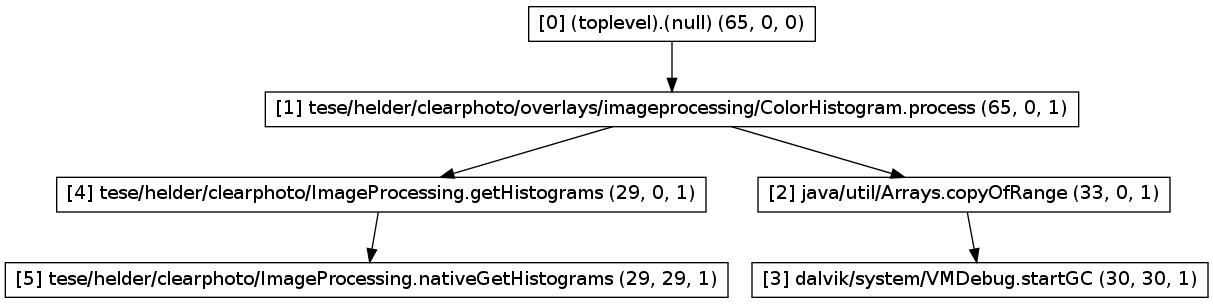 [0] (toplevel).(null) (65, 0, 0)
[1] tese/helder/clearphoto/overlays/imageprocessing/ColorHistogram.process (65, 0, 1)
[4] tese/helder/clearphoto/ImageProcessing.getHistograms (29, 0, 1)
[2] java/util/Arrays.copyOfRange (33, 0, 1)
[5] tese/helder/clearphoto/ImageProcessing.nativeGetHistograms (29, 29, 1)
[3] dalvik/system/VMDebug.startGC (30, 30, 1)